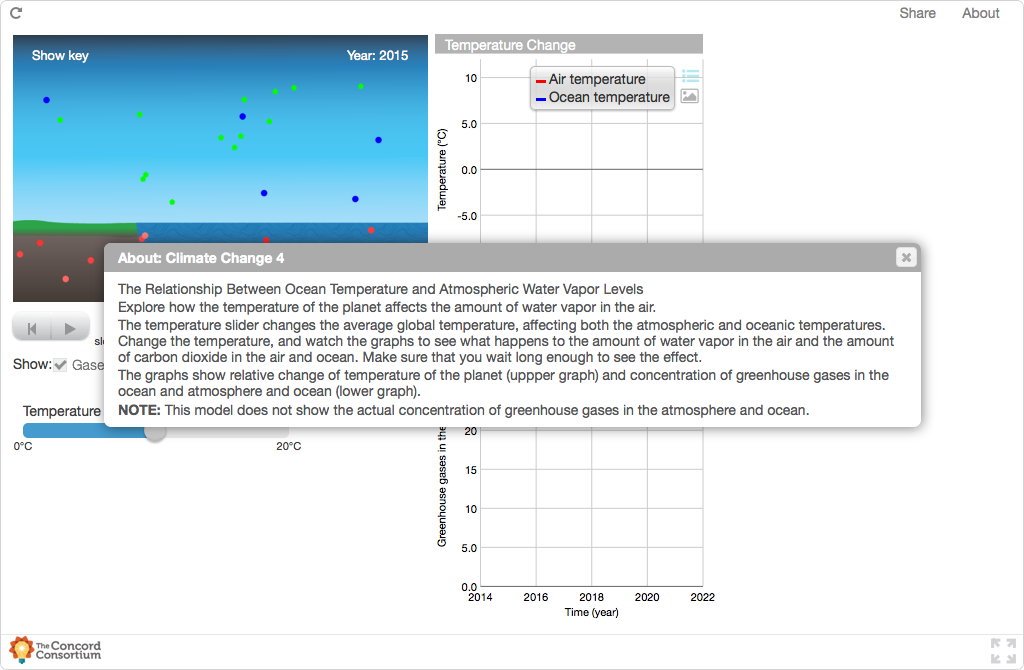 Share About
Show key
Year: 2015
Temperature Change
Air temperature
Ocean temperature
10
5.0
0.0
-5.0
Temperature (°C)
About: Climate Change 4
The Relationship Between Ocean Temperature and Atmospheric Water Vapor Levels
Explore how the temperature of the planet affects the amount of water vapor in the air.
The temperature slider changes the average global temperature, affecting both the atmospheric and oceanic temperatures.
Change the temperature, and watch the graphs to see what happens to the amount of water vapor in the air and the amount
of carbon dioxide in the air and ocean. Make sure that you wait long enough to see the effect.
The graphs show relative change of temperature of the planet (uppper graph) and concentration of greenhouse gases in the
ocean and atmosphere and ocean (lower graph).
NOTE: This model does not show the actual concentration of greenhouse gases in the atmosphere and ocean.
Show:
Temperature
0°C
20°C
Greenhouse gases in the
20
15
10
5.0
0.0
2014 2016 2018 2020 2022
Time (year)
The Concord
Consortium